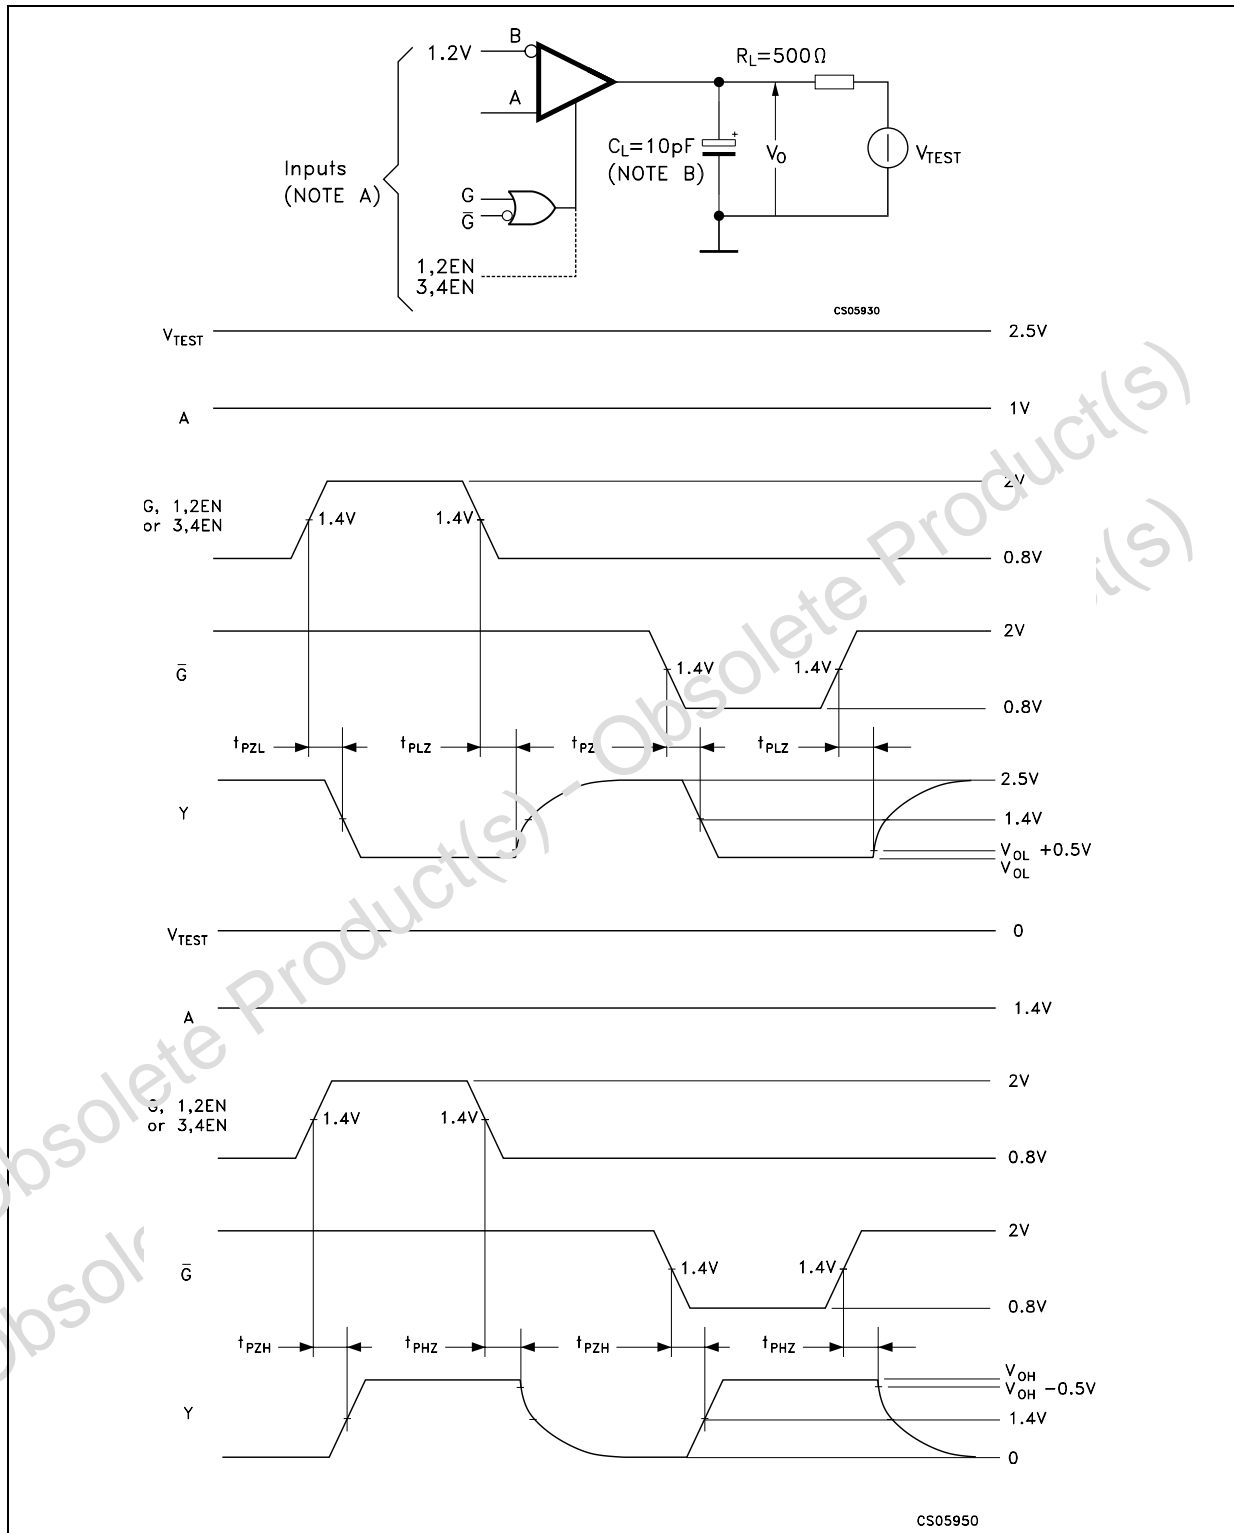 B
1.2V
R_L=500Ω
A
C_L=10pF
(NOTE B)
V_O
V_TEST
Inputs
(NOTE A)
G
G̅
1,2EN
3,4EN
CS05930
V_TEST
2.5V
A
1V
2V
G, 1,2EN
or 3,4EN
1.4V
1.4V
0.8V
2V
G̅
1.4V
1.4V
0.8V
t_PZL
t_PLZ
t_PZ
t_PLZ
2.5V
Y
1.4V
V_OL +0.5V
V_OL
V_TEST
0
A
1.4V
2V
G, 1,2EN
or 3,4EN
1.4V
1.4V
0.8V
2V
G̅
1.4V
1.4V
0.8V
t_PZH
t_PHZ
t_PZH
t_PHZ
V_OH
V_OH -0.5V
Y
1.4V
0
CS05950
Obsolete Product(s) - Obsolete Product(s)